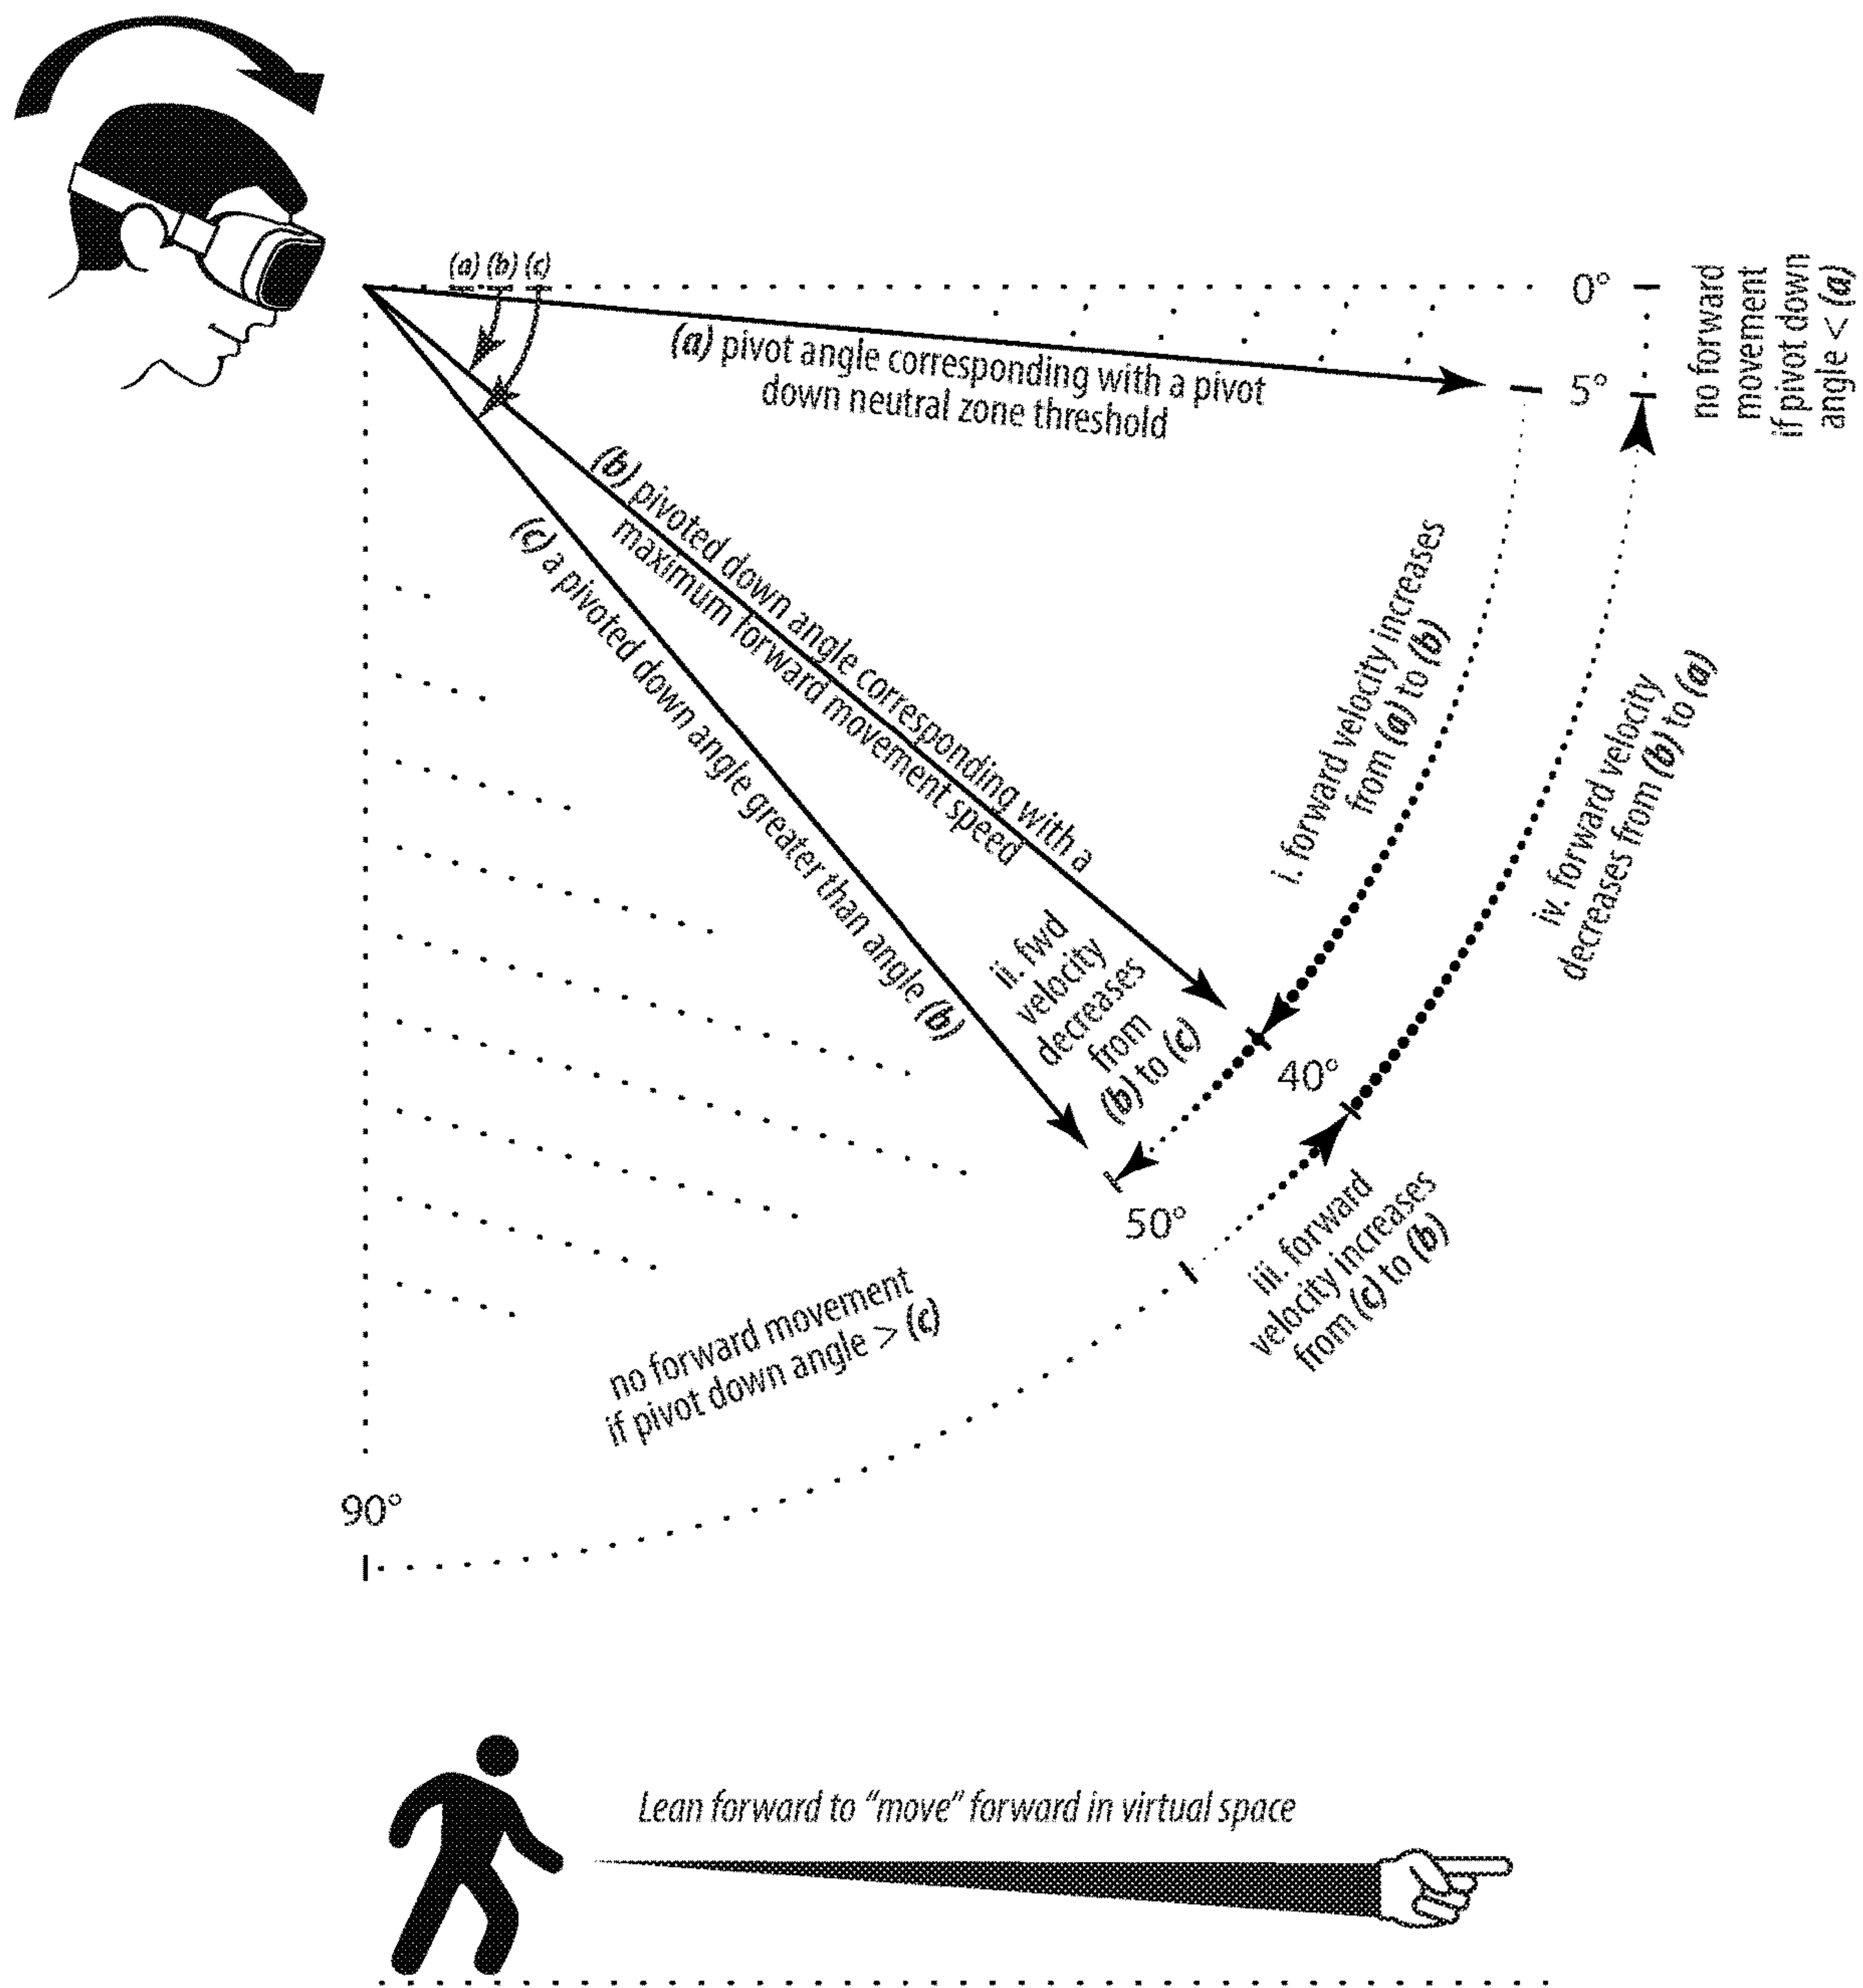 (a) (b) (c)
0°
5°
no forward
movement
if pivot down
angle < (a)
(a) pivot angle corresponding with a pivot
down neutral zone threshold
(b) pivoted down angle corresponding with a
maximum forward movement speed
(c) a pivoted down angle greater than angle (b)
i. forward velocity increases
from (a) to (b)
iv. forward velocity
decreases from (b) to (a)
ii. fwd
velocity
decreases
from
(b) to (c)
40°
50°
iii. forward
velocity increases
from (c) to (b)
no forward movement
if pivot down angle > (c)
90°
Lean forward to “move” forward in virtual space